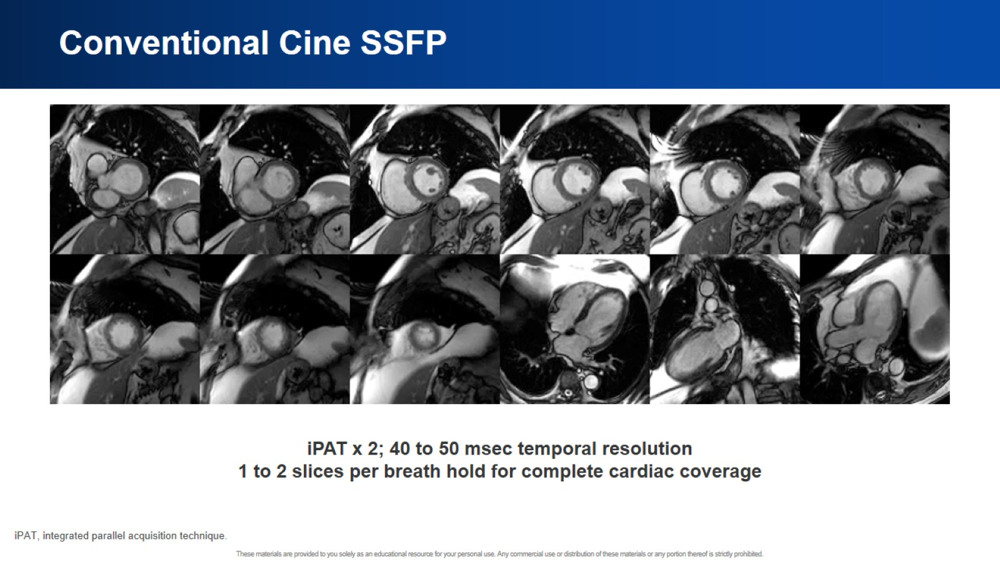 Conventional Cine SSFP
iPAT x 2; 40 to 50 msec temporal resolution
1 to 2 slices per breath hold for complete cardiac coverage
iPAT, integrated parallel acquisition technique.
These materials are provided to you solely as an educational resource for your personal use. Any commercial use or distribution of these materials or any portion thereof is strictly prohibited.